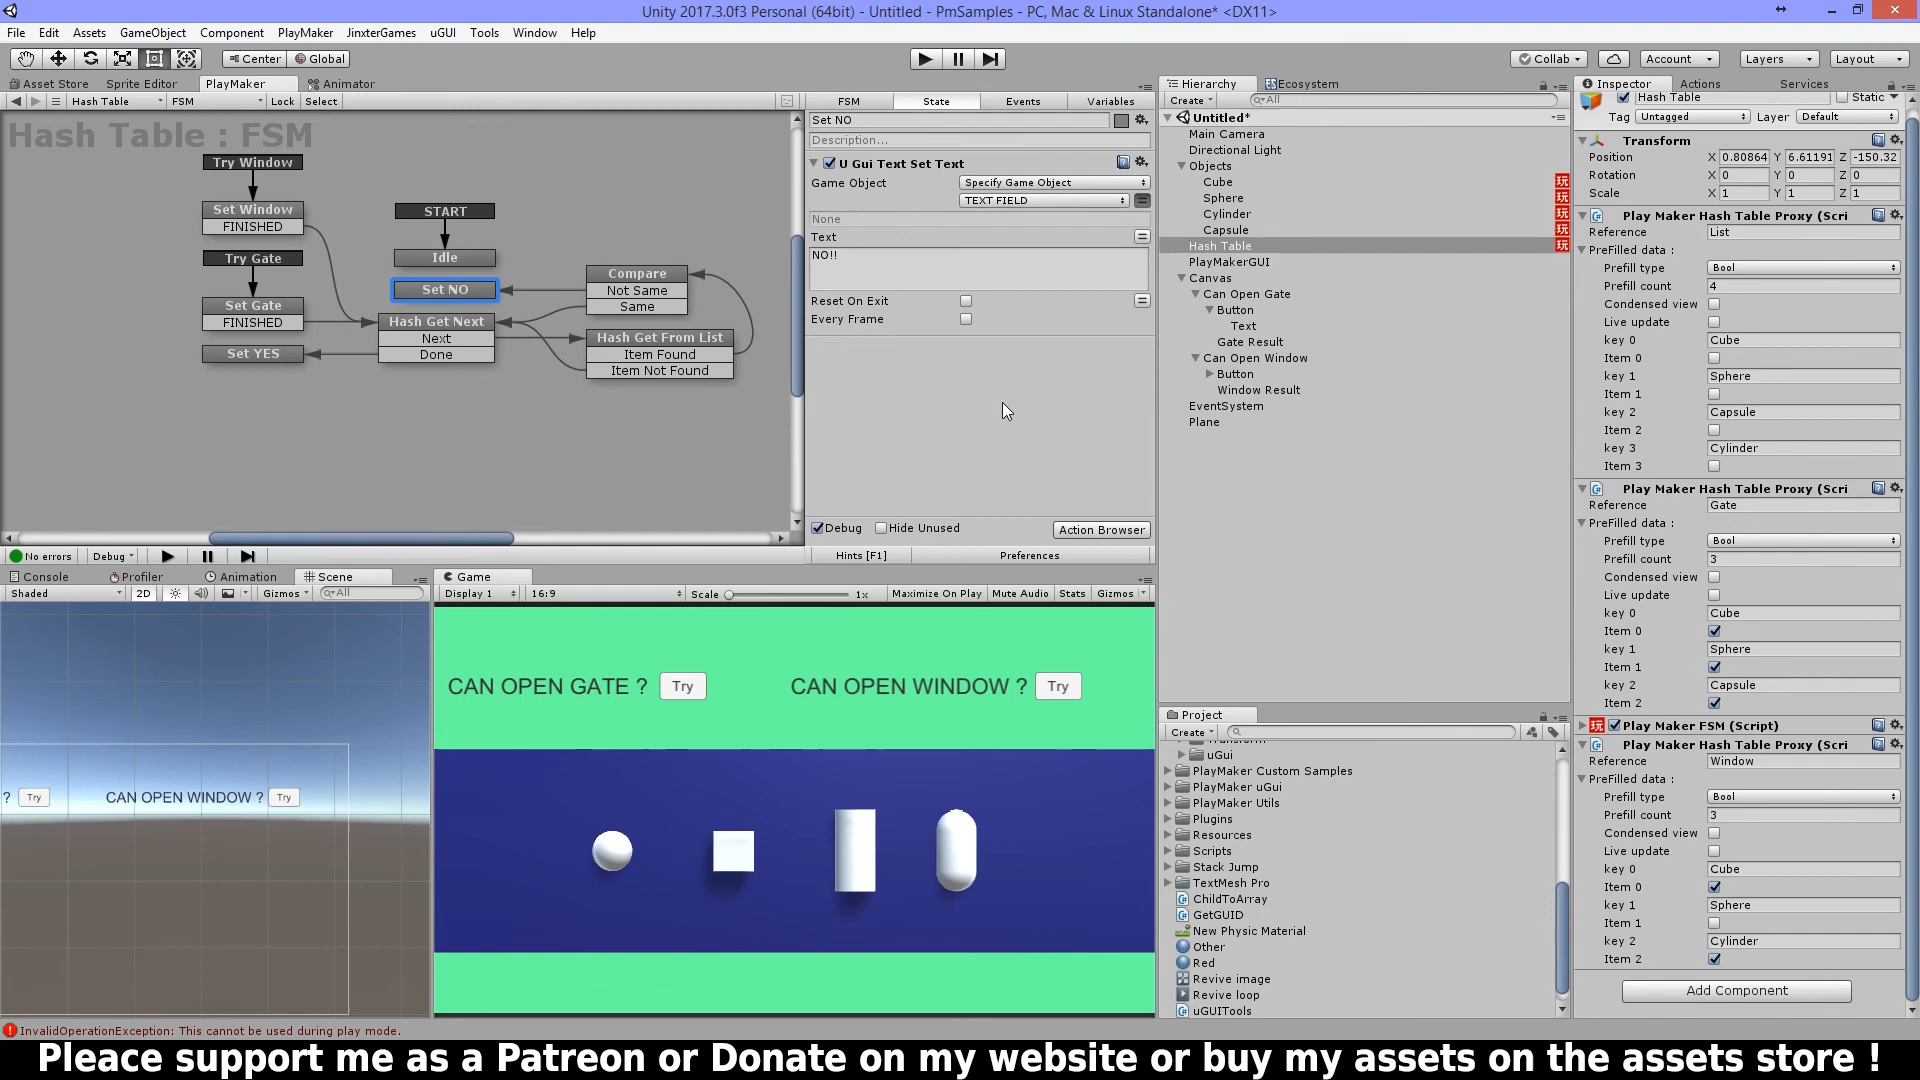 Unity 2017.3.0f3 Personal (64bit) - Untitled - PmSamples - PC, Mac & Linux Standalone* <DX11>
File Edit Assets GameObject Component PlayMaker JinxterGames uGUI Tools Window Help
Center Global Collab Account Layers Layout
Asset Store Sprite Editor PlayMaker Animator
Hash Table FSM Lock Select
Hash Table : FSM
Try Window
Set Window
FINISHED
Try Gate
Set Gate
FINISHED
Set YES
START
Idle
Set NO
Hash Get Next
Next
Done
Compare
Not Same
Same
Hash Get From List
Item Found
Item Not Found
No errors Debug
FSM State Events Variables
Set NO
Description...
U Gui Text Set Text
Game Object Specify Game Object
TEXT FIELD
None
Text
NO!!
Reset On Exit
Every Frame
Debug Hide Unused Action Browser
Hints [F1] Preferences
Console Profiler Animation Scene
Shaded 2D Gizmos All
? Try CAN OPEN WINDOW ? Try
Game
Display 1 16:9 Scale 1x Maximize On Play Mute Audio Stats Gizmos
CAN OPEN GATE ? Try CAN OPEN WINDOW ? Try
Hierarchy Ecosystem
Create All
Untitled*
Main Camera
Directional Light
Objects
Cube 玩
Sphere 玩
Cylinder 玩
Capsule 玩
Hash Table 玩
PlayMakerGUI
Canvas
Can Open Gate
Button
Text
Gate Result
Can Open Window
Button
Window Result
EventSystem
Plane
Project
Create
uGui
PlayMaker Custom Samples
PlayMaker uGui
PlayMaker Utils
Plugins
Resources
Scripts
Stack Jump
TextMesh Pro
ChildToArray
GetGUID
New Physic Material
Other
Red
Revive image
Revive loop
uGUITools
Inspector Actions Services
Hash Table Static
Tag Untagged Layer Default
Transform
Position X 0.80864 Y 6.61191 Z -150.32
Rotation X 0 Y 0 Z 0
Scale X 1 Y 1 Z 1
Play Maker Hash Table Proxy (Scri
Reference List
PreFilled data :
Prefill type Bool
Prefill count 4
Condensed view
Live update
key 0 Cube
Item 0
key 1 Sphere
Item 1
key 2 Capsule
Item 2
key 3 Cylinder
Item 3
Play Maker Hash Table Proxy (Scri
Reference Gate
PreFilled data :
Prefill type Bool
Prefill count 3
Condensed view
Live update
key 0 Cube
Item 0
key 1 Sphere
Item 1
key 2 Capsule
Item 2
玩 Play Maker FSM (Script)
Play Maker Hash Table Proxy (Scri
Reference Window
PreFilled data :
Prefill type Bool
Prefill count 3
Condensed view
Live update
key 0 Cube
Item 0
key 1 Sphere
Item 1
key 2 Cylinder
Item 2
Add Component
InvalidOperationException: This cannot be used during play mode.
Pleace support me as a Patreon or Donate on my website or buy my assets on the assets store !